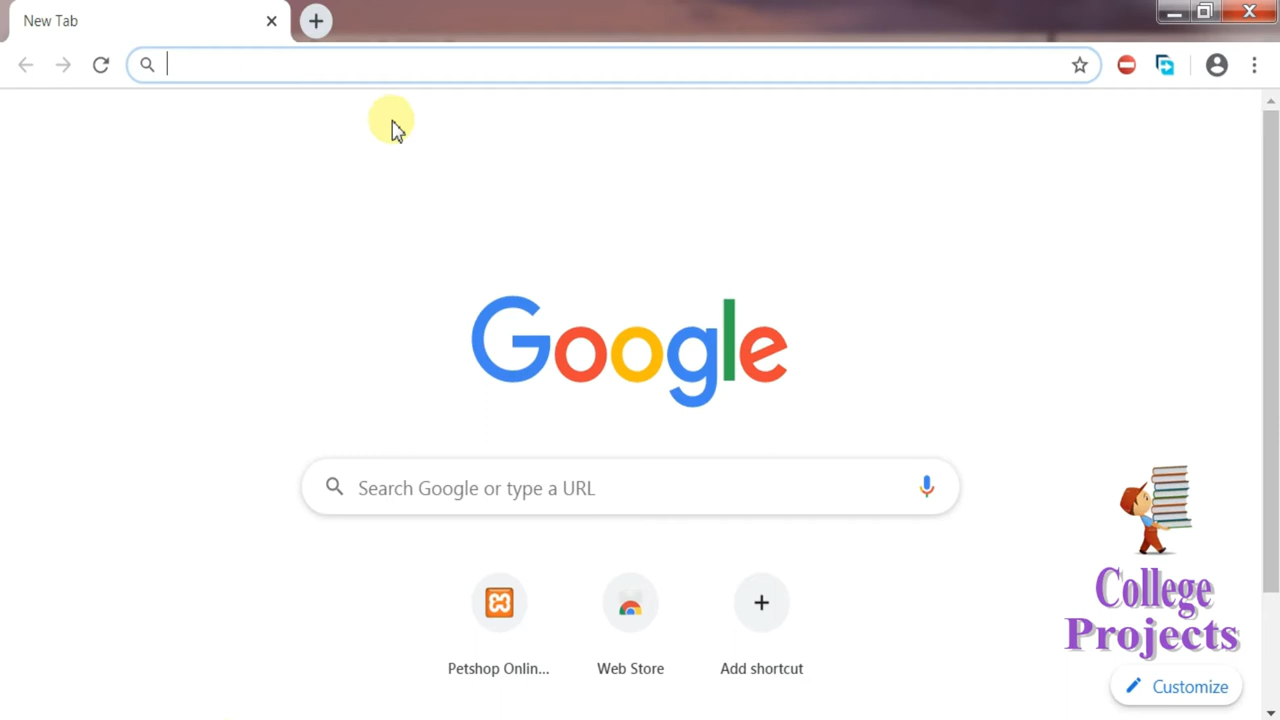 New Tab
Google
Search Google or type a URL
Petshop Onlin...
Web Store
Add shortcut
College
Projects
Customize